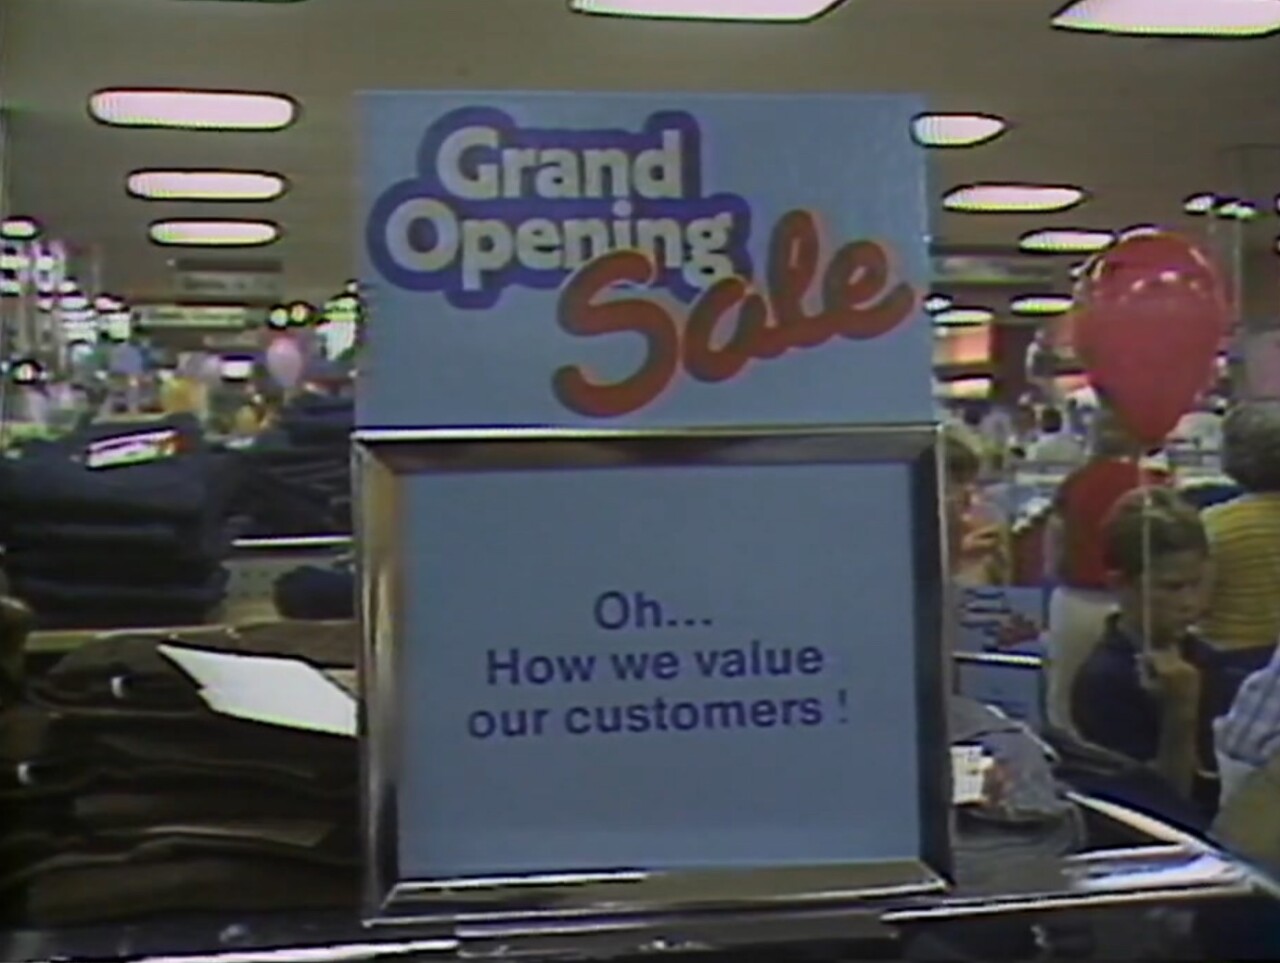 Grand
Opening
Sale
Oh...
How we value
our customers !